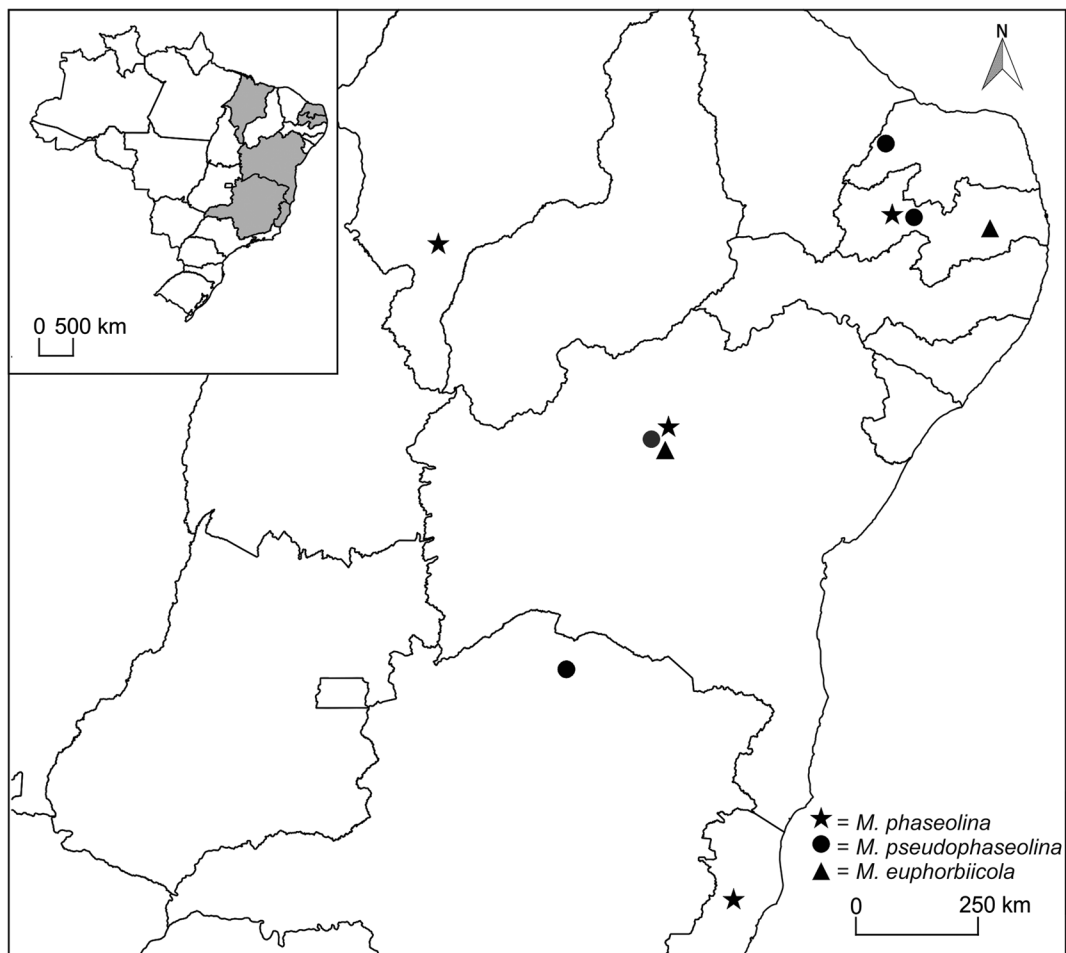 N
0 500 km
★ = M. phaseolina
● = M. pseudophaseolina
▲ = M. euphorbiicola
0 250 km